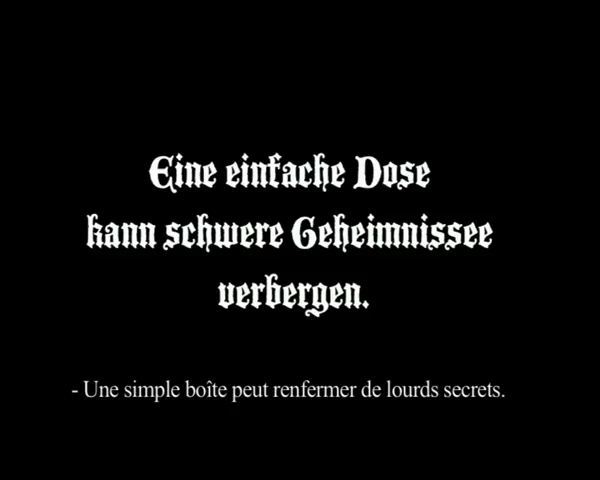 Eine einfache Dose
kann schwere Geheimnissee
verbergen.
- Une simple boîte peut renfermer de lourds secrets.